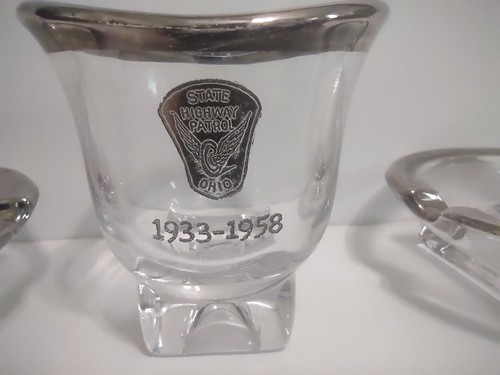 STATE
HIGHWAY
PATROL
OHIO
1933-1958